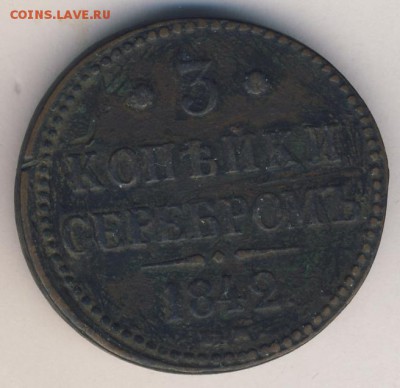 COINS.LAVE.RU
3
КОПѢЙКИ
СЕРЕБРОМЪ
1842